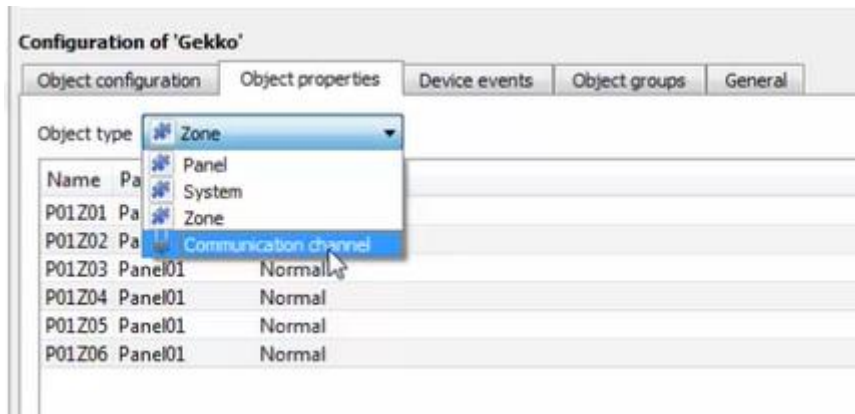 Configuration of 'Gekko'
Object configuration Object properties Device events Object groups General
Object type Zone
Panel
System
Zone
Communication channel
Name Pa
P01Z01 Pa
P01Z02 Pa
P01Z03 Panel01 Normal
P01Z04 Panel01 Normal
P01Z05 Panel01 Normal
P01Z06 Panel01 Normal